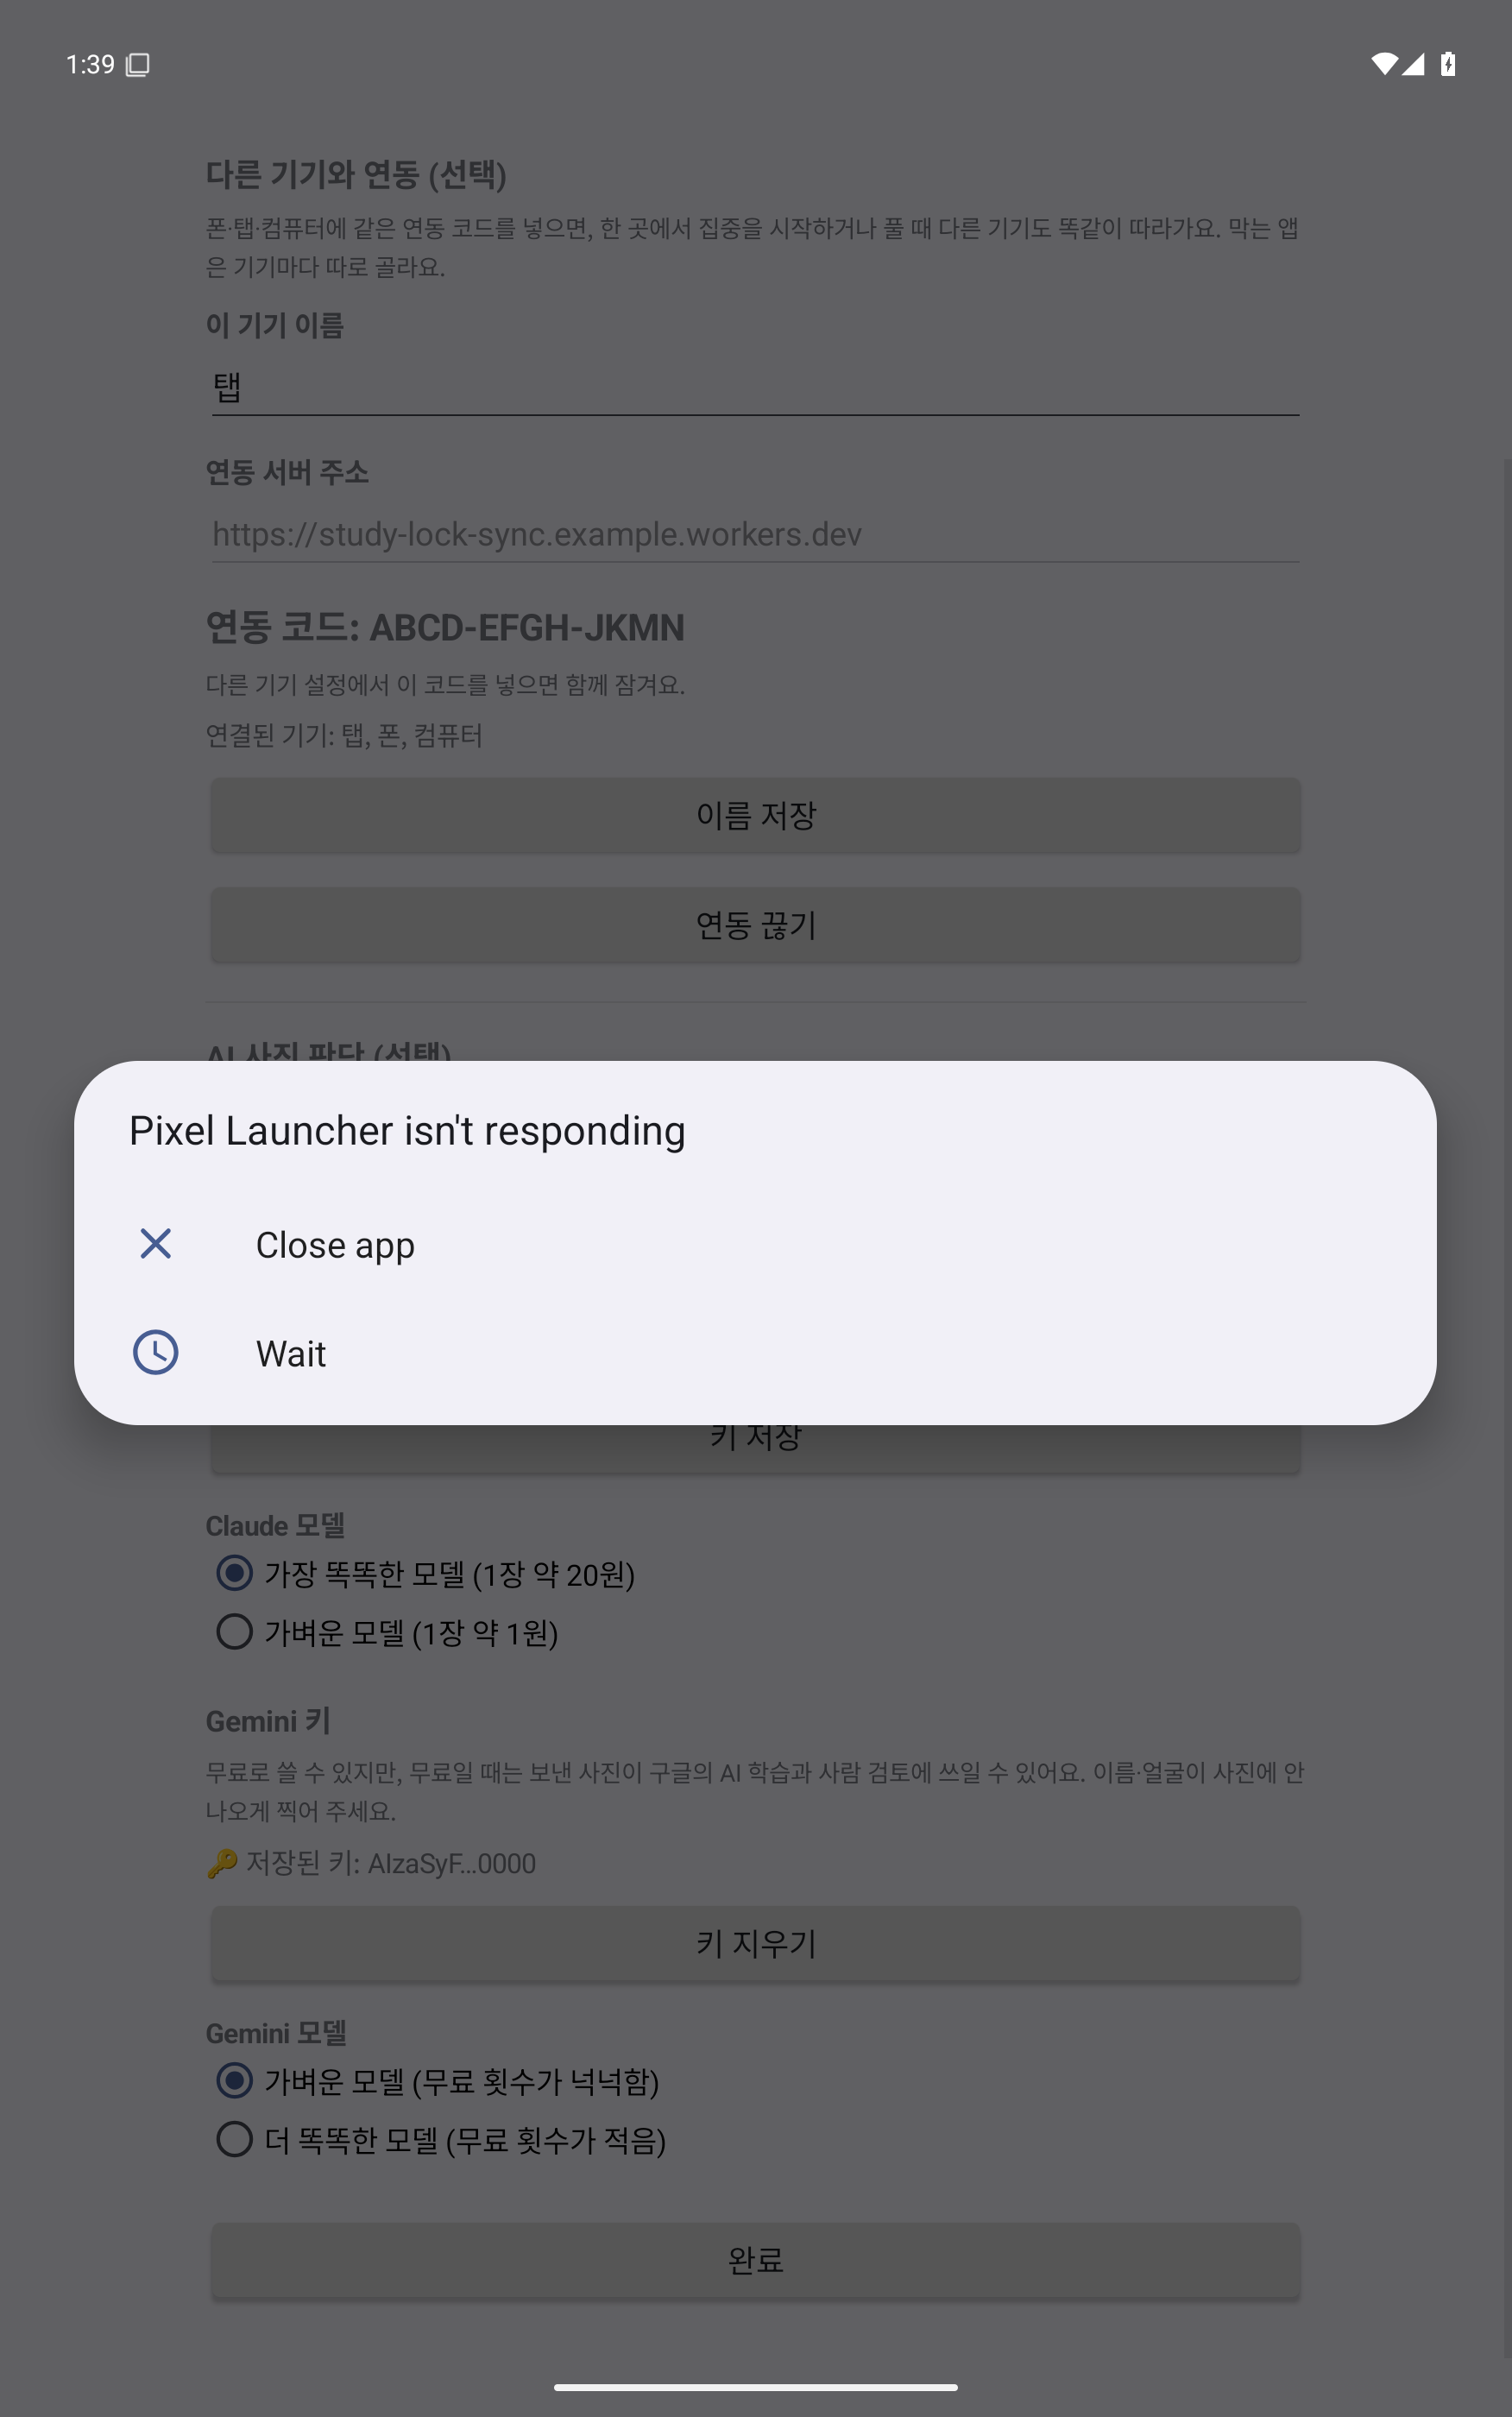 1:39
다른 기기와 연동 (선택)
폰·탭·컴퓨터에 같은 연동 코드를 넣으면, 한 곳에서 집중을 시작하거나 풀 때 다른 기기도 똑같이 따라가요. 막는 앱
은 기기마다 따로 골라요.
이 기기 이름
탭
연동 서버 주소
https://study-lock-sync.example.workers.dev
연동 코드: ABCD-EFGH-JKMN
다른 기기 설정에서 이 코드를 넣으면 함께 잠겨요.
연결된 기기: 탭, 폰, 컴퓨터
이름 저장
연동 끊기
AI 사진 판단 (선택)
Pixel Launcher isn't responding
Close app
Wait
키 저장
Claude 모델
가장 똑똑한 모델 (1장 약 20원)
가벼운 모델 (1장 약 1원)
Gemini 키
무료로 쓸 수 있지만, 무료일 때는 보낸 사진이 구글의 AI 학습과 사람 검토에 쓰일 수 있어요. 이름·얼굴이 사진에 안
나오게 찍어 주세요.
🔑 저장된 키: AIzaSyF…0000
키 지우기
Gemini 모델
가벼운 모델 (무료 횟수가 넉넉함)
더 똑똑한 모델 (무료 횟수가 적음)
완료